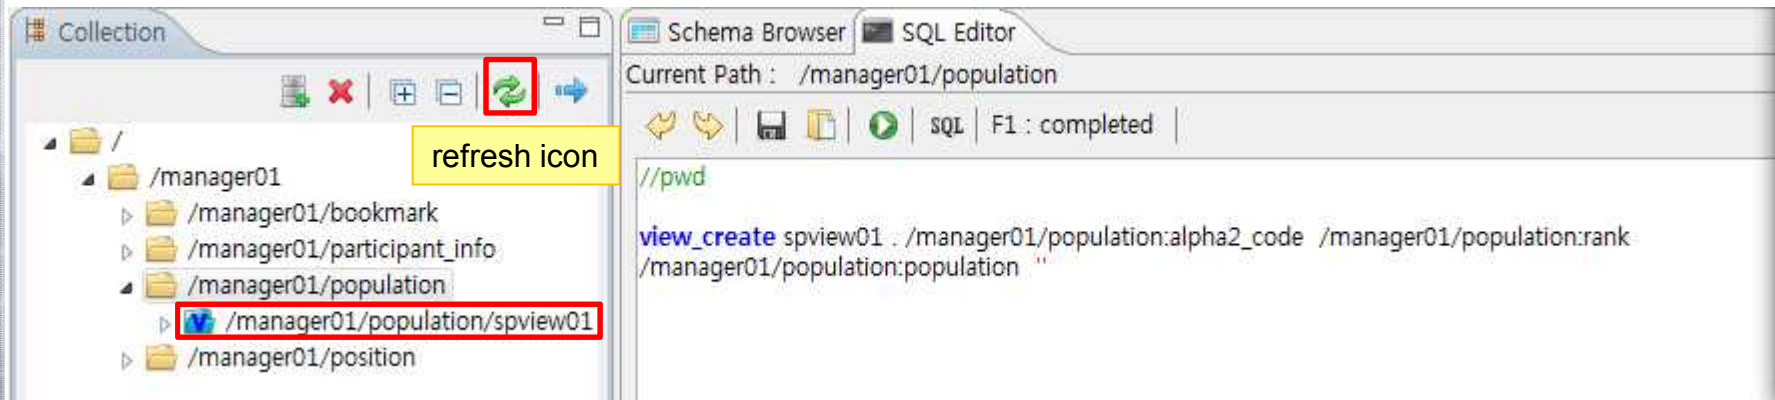 Collection
refresh icon
/
/manager01
/manager01/bookmark
/manager01/participant_info
/manager01/population
V /manager01/population/spview01
/manager01/position
Schema Browser SQL Editor
Current Path : /manager01/population
SQL F1 : completed
//pwd
view_create spview01 . /manager01/population:alpha2_code /manager01/population:rank
/manager01/population:population ''